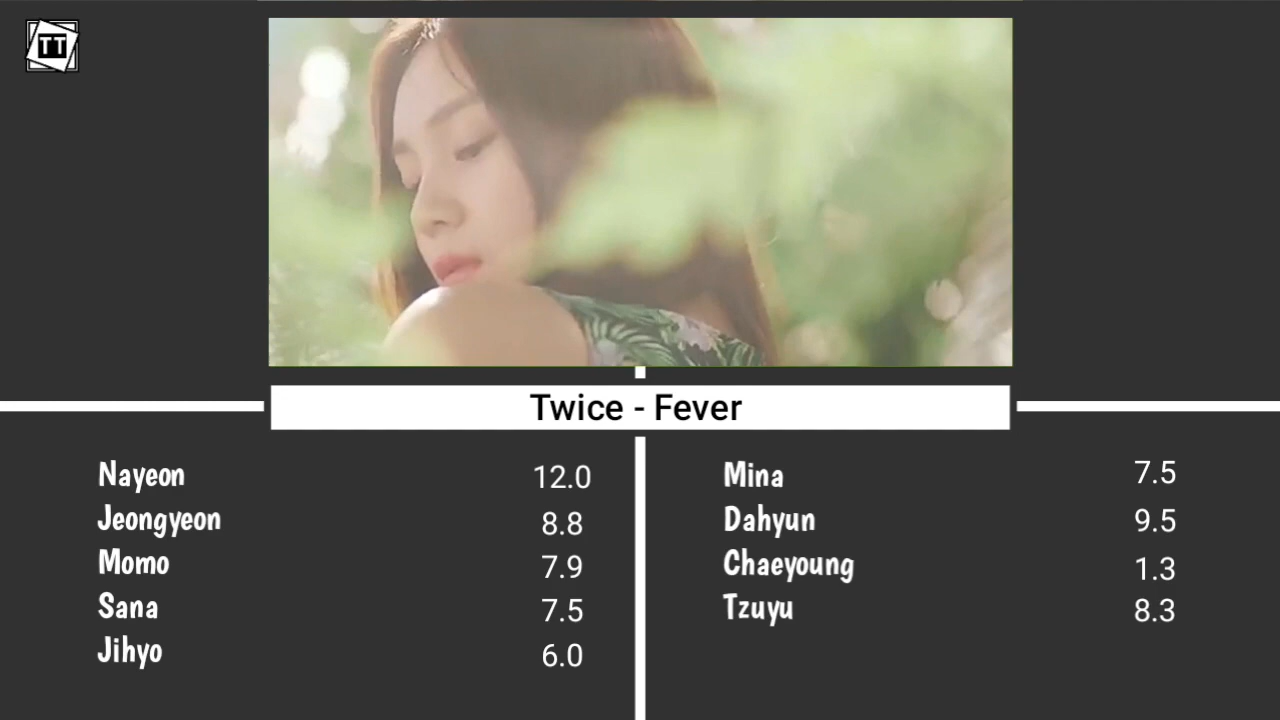 TT
Twice - Fever
Nayeon 12.0
Jeongyeon 8.8
Momo 7.9
Sana 7.5
Jihyo 6.0
Mina 7.5
Dahyun 9.5
Chaeyoung 1.3
Tzuyu 8.3